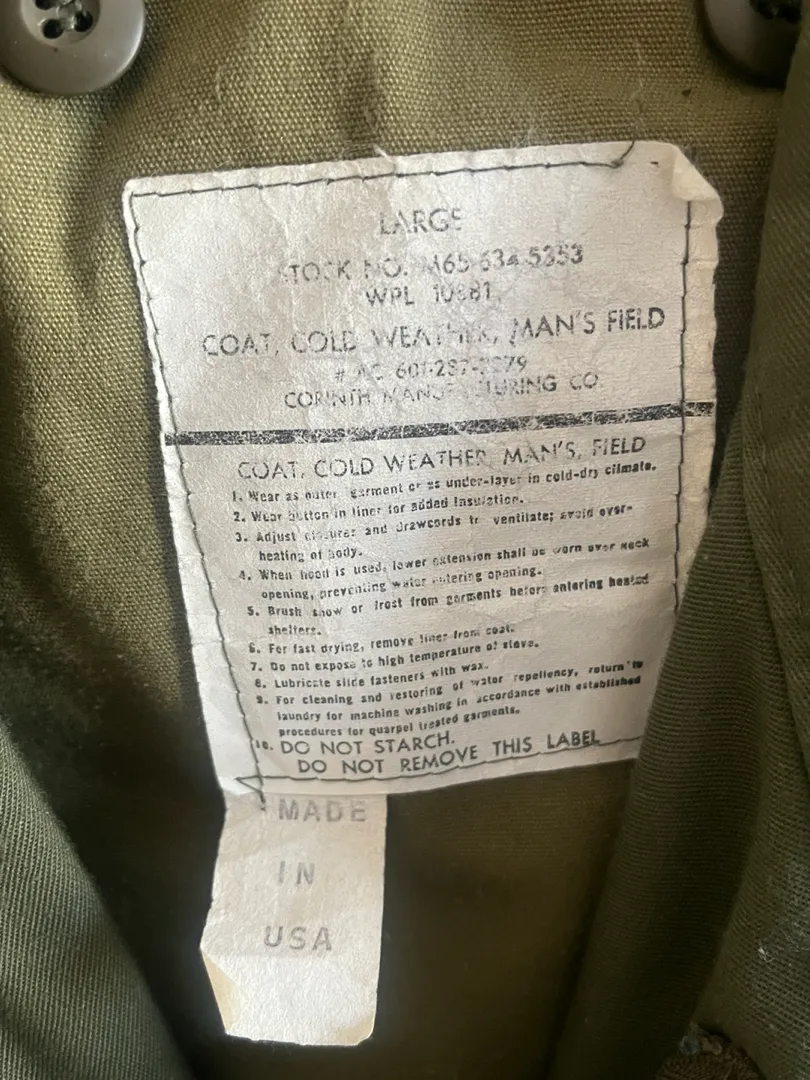 LARGE
STOCK NO. M65-634-5353
WPL 10881
COAT, COLD WEATHER, MAN'S FIELD
# AC 601-287-
CORINTH MANUFACTURING CO.
COAT, COLD WEATHER, MAN'S, FIELD
1. Wear as outer garment or as under-layer in cold-dry climate.
2. Wear button in liner for added insulation.
3. Adjust closures and drawcords to ventilate; avoid over-
heating of body.
4. When hood is used, lower extension shall be worn over neck
opening, preventing water entering opening.
5. Brush snow or frost from garments before entering heated
shelters.
6. For fast drying, remove liner from coat.
7. Do not expose to high temperature of stove.
8. Lubricate slide fasteners with wax.
9. For cleaning and restoring of water repellency, return to
laundry for machine washing in accordance with established
procedures for quarpel treated garments.
10. DO NOT STARCH.
DO NOT REMOVE THIS LABEL
MADE
IN
USA